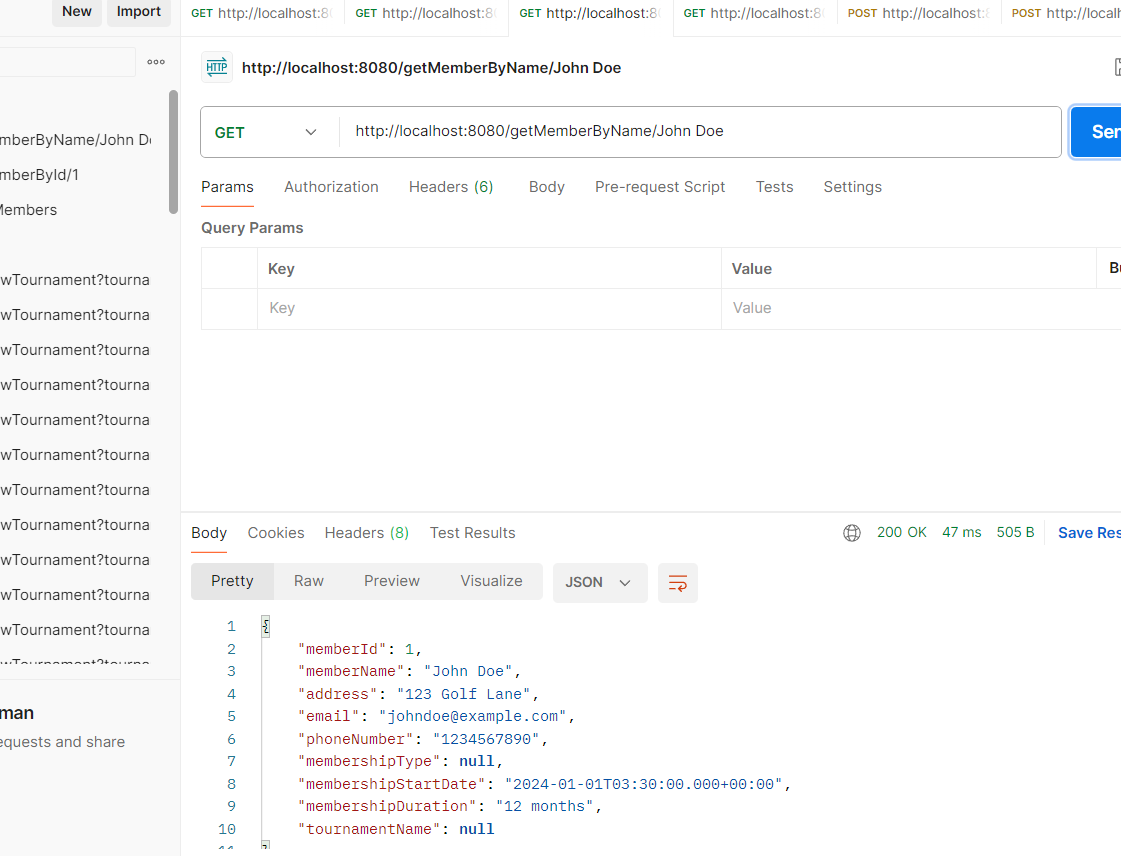 New Import
GET http://localhost:8 GET http://localhost:8 GET http://localhost:8 GET http://localhost:8 POST http://localhost: POST http://local
HTTP http://localhost:8080/getMemberByName/John Doe
GET http://localhost:8080/getMemberByName/John Doe
mberByName/John D
mberById/1
Members
wTournament?tourna
wTournament?tourna
wTournament?tourna
wTournament?tourna
wTournament?tourna
wTournament?tourna
wTournament?tourna
wTournament?tourna
wTournament?tourna
wTournament?tourna
wTournament?tourna
wTournament?tourna
man
equests and share
Params Authorization Headers (6) Body Pre-request Script Tests Settings
Query Params
Key Value
Key Value
Body Cookies Headers (8) Test Results 200 OK 47 ms 505 B Save Res
Pretty Raw Preview Visualize JSON
1 {
2 "memberId": 1,
3 "memberName": "John Doe",
4 "address": "123 Golf Lane",
5 "email": "johndoe@example.com",
6 "phoneNumber": "1234567890",
7 "membershipType": null,
8 "membershipStartDate": "2024-01-01T03:30:00.000+00:00",
9 "membershipDuration": "12 months",
10 "tournamentName": null
11 }